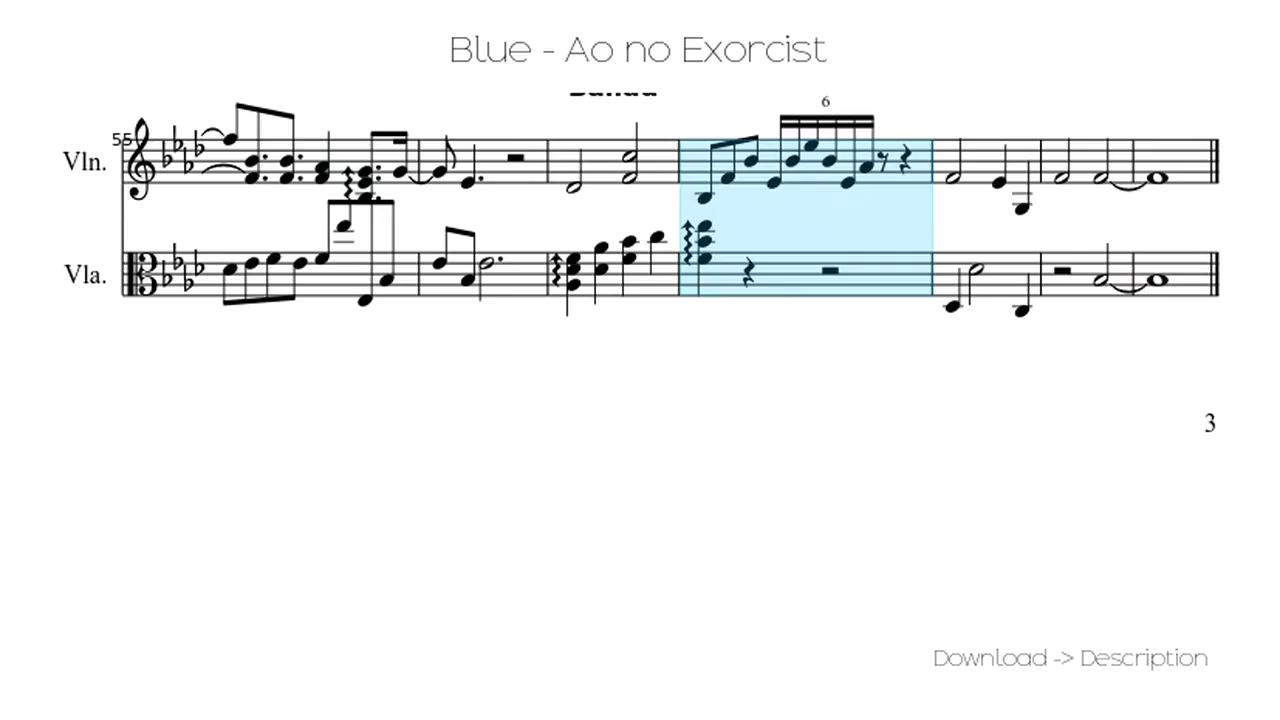 Blue - Ao no Exorcist
6
55
Vln.
Vla.
3
Download -> Description